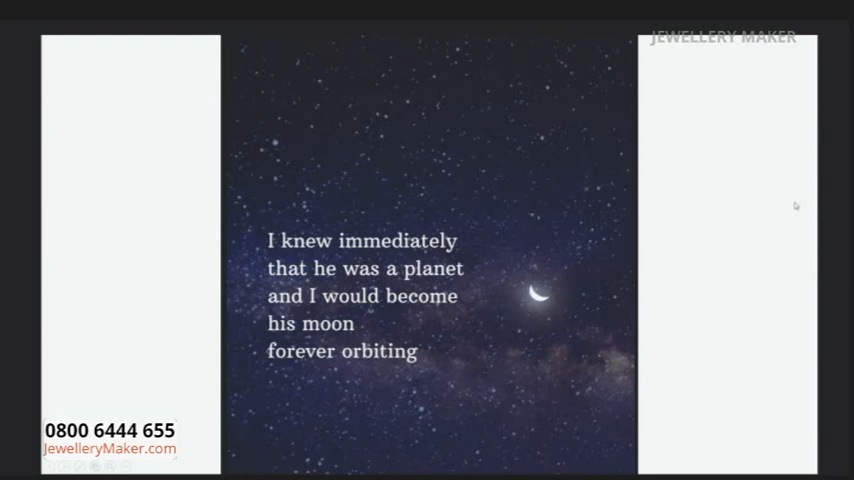 JEWELLERY MAKER
I knew immediately
that he was a planet
and I would become
his moon
forever orbiting
0800 6444 655
JewelleryMaker.com